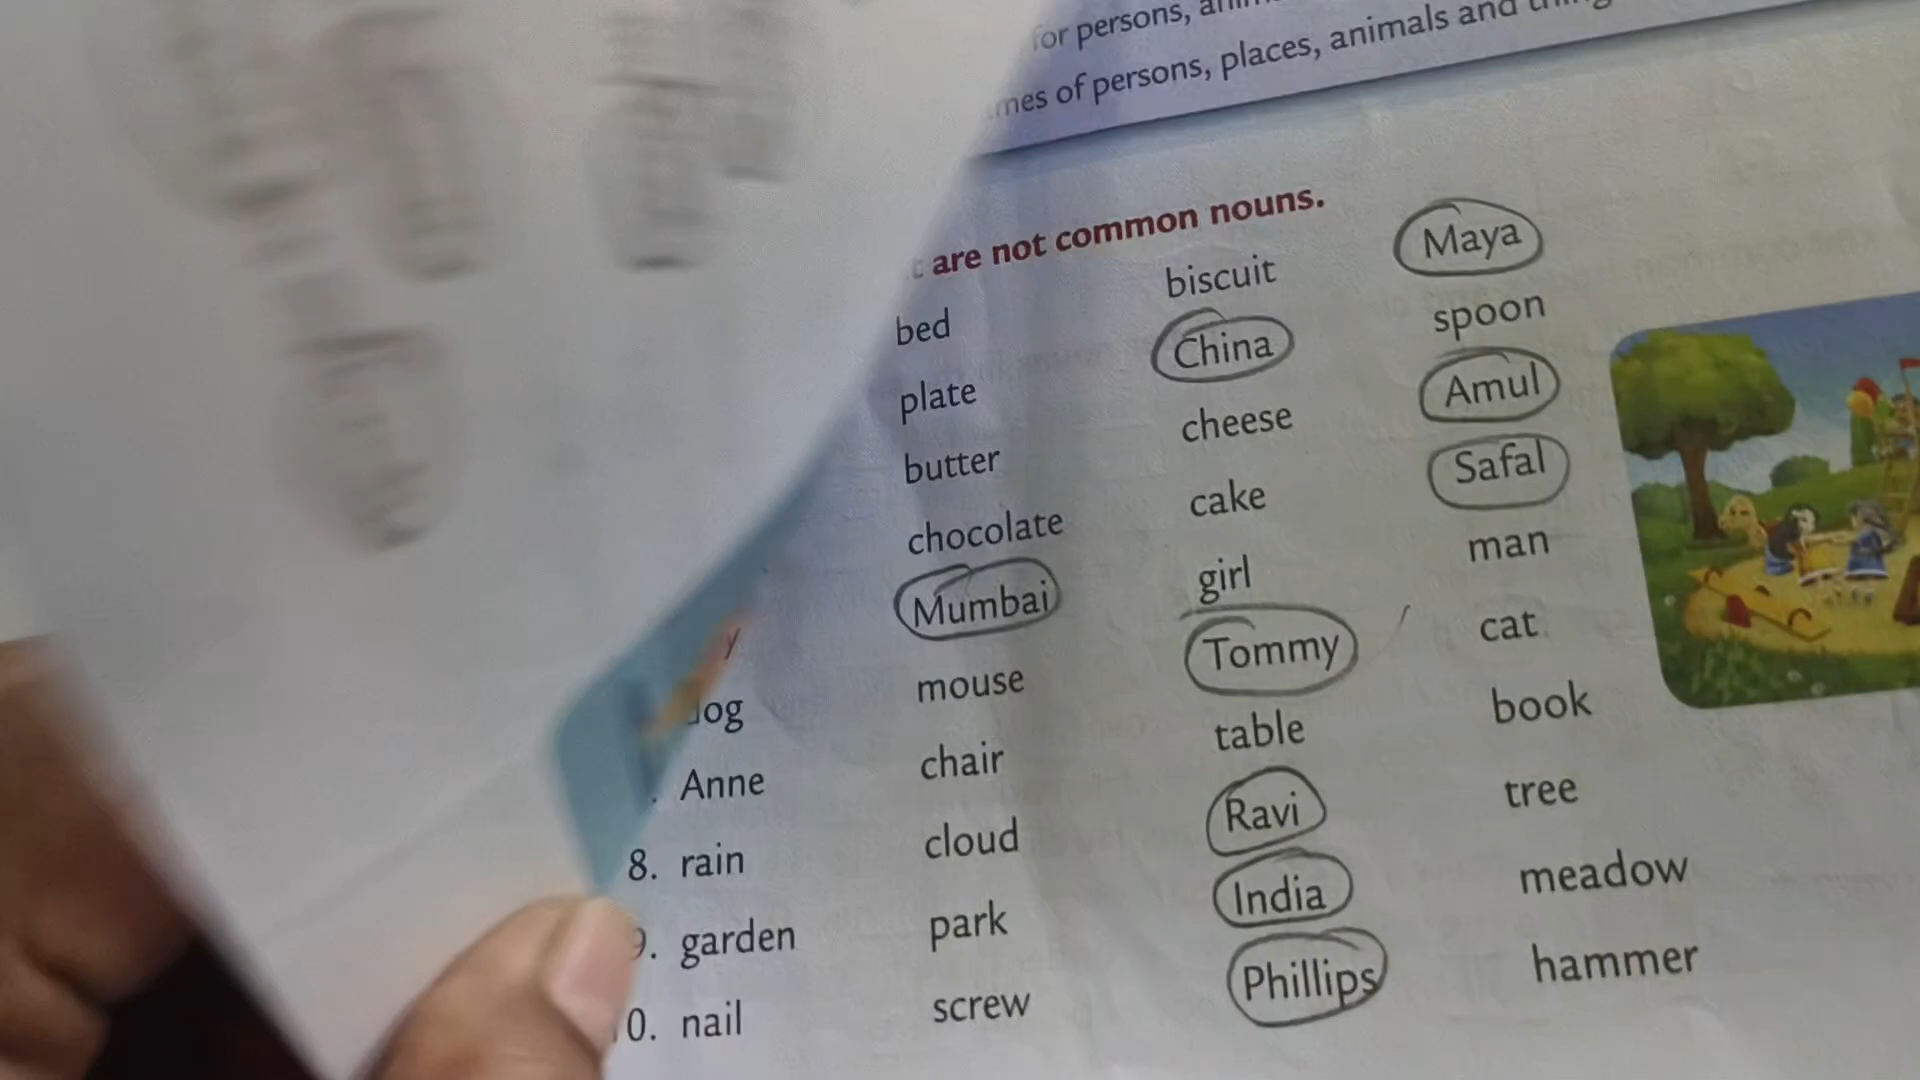 for persons,
of persons, places, animals and
are not common nouns.
bed biscuit Maya
plate China spoon
butter cheese Amul
chocolate cake Safal
y Mumbai girl man
og mouse Tommy cat
Anne chair table book
8. rain cloud Ravi tree
9. garden park India meadow
0. nail screw Phillips hammer